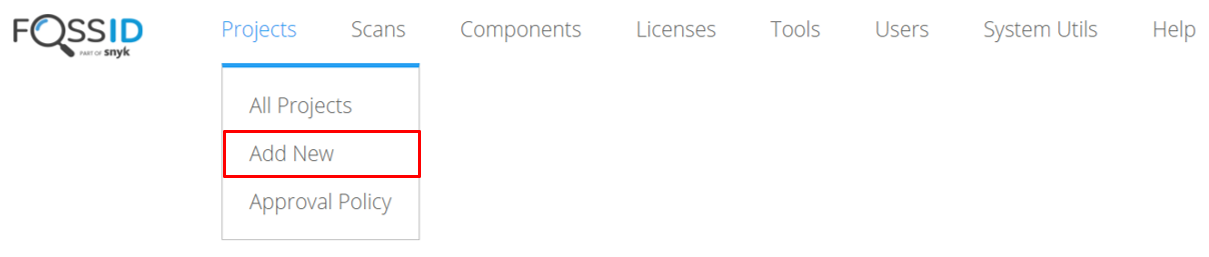 FOSSID
PART OF snyk
Projects Scans Components Licenses Tools Users System Utils Help
All Projects
Add New
Approval Policy